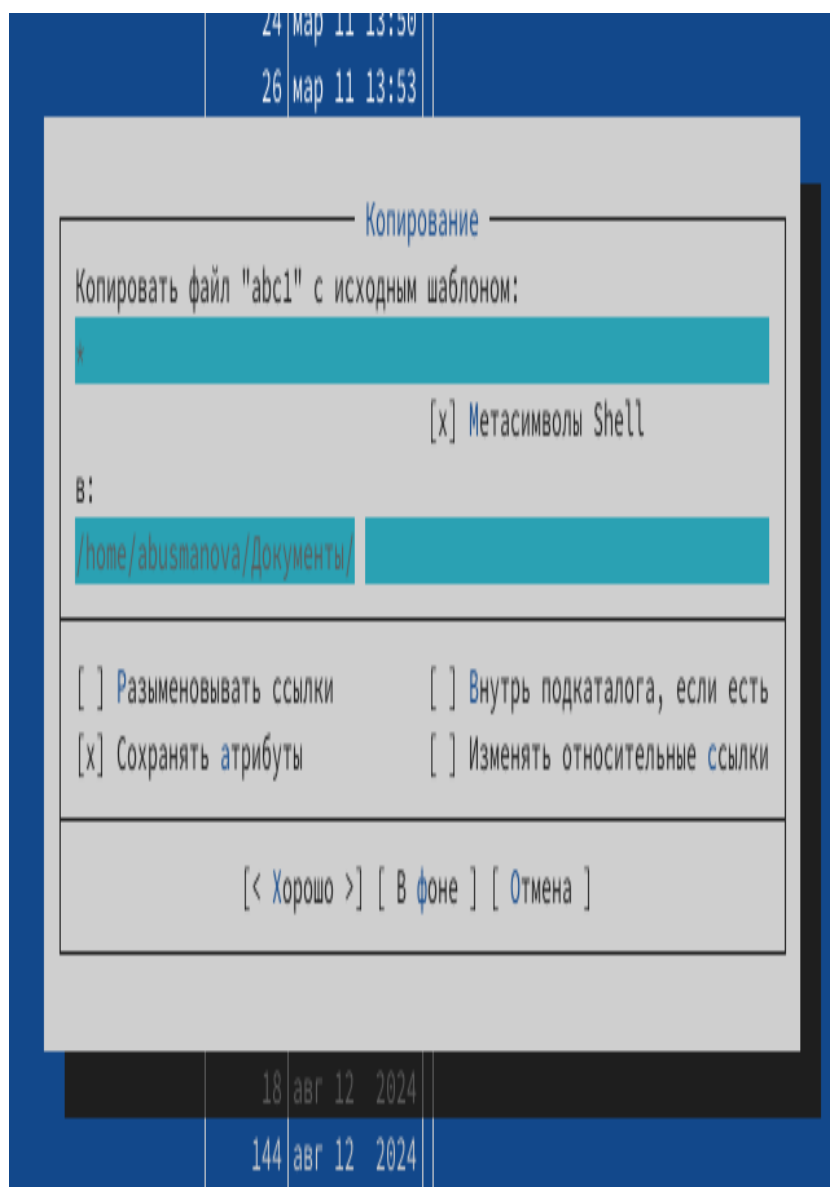 24 мар 11 13:50
26 мар 11 13:53
Копирование
Копировать файл "abc1" с исходным шаблоном:
*
[x] Метасимволы Shell
в:
/home/abusmanova/Документы/
[ ] Разыменовывать ссылки [ ] Внутрь подкаталога, если есть
[x] Сохранять атрибуты [ ] Изменять относительные ссылки
[< Хорошо >] [ В фоне ] [ Отмена ]
18 авг 12 2024
144 авг 12 2024